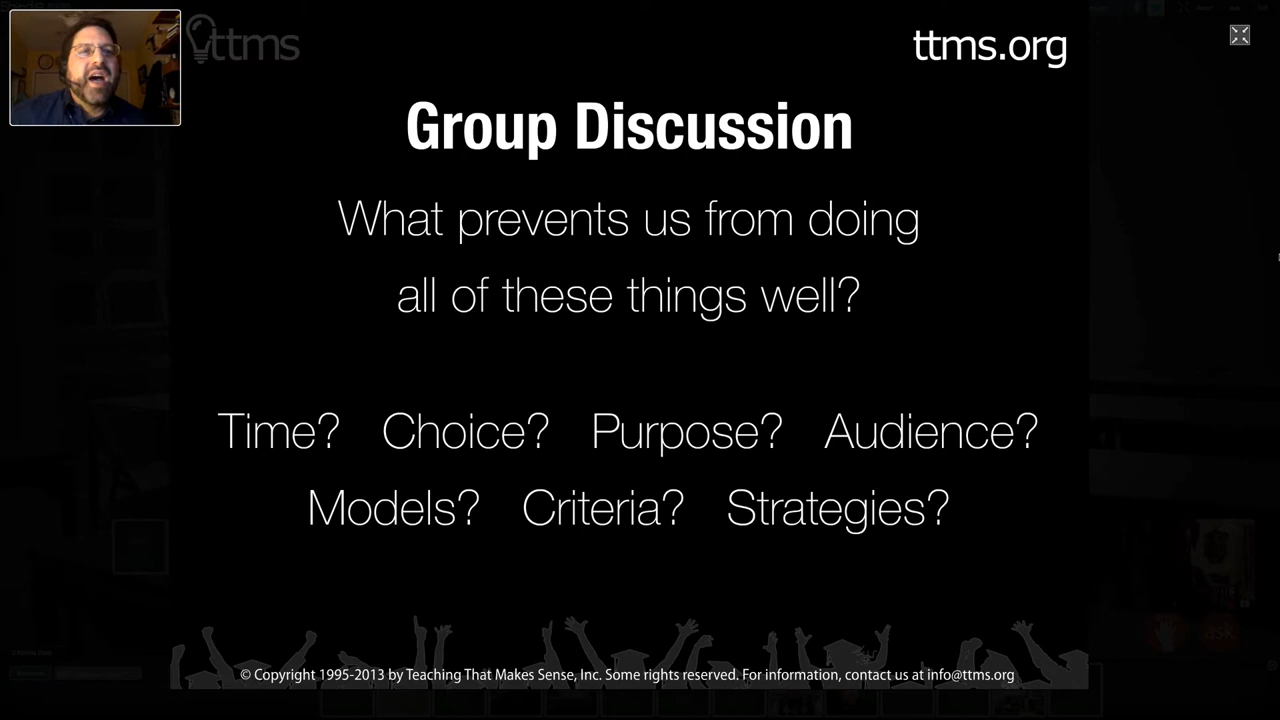 ttms
ttms.org
Group Discussion
What prevents us from doing
all of these things well?
Time? Choice? Purpose? Audience?
Models? Criteria? Strategies?
ask
© Copyright 1995-2013 by Teaching That Makes Sense, Inc. Some rights reserved. For information, contact us at info@ttms.org